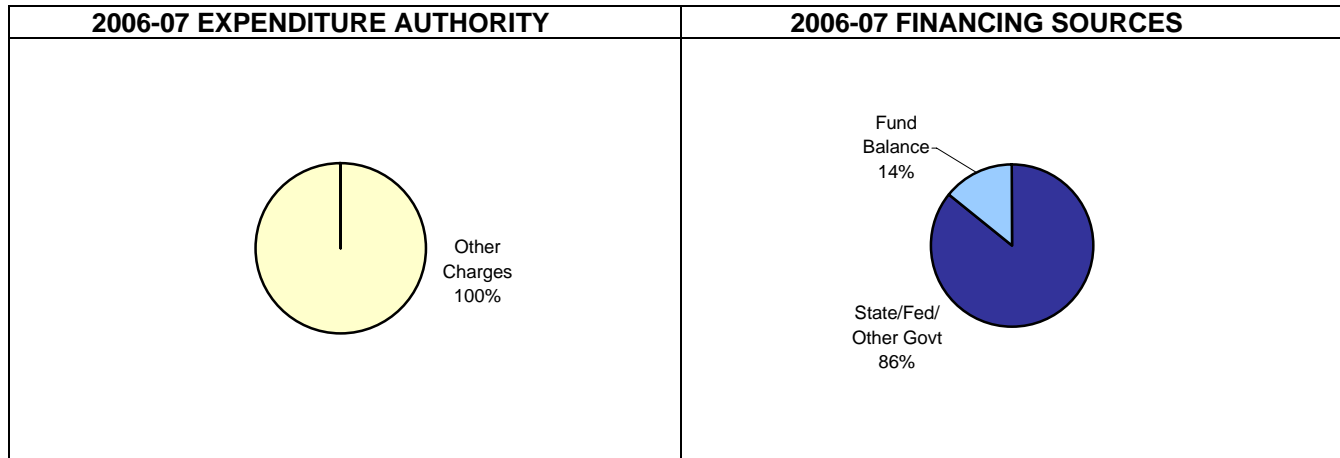 2006-07 EXPENDITURE AUTHORITY
Other
Charges
100%
2006-07 FINANCING SOURCES
Fund
Balance
14%
State/Fed/
Other Govt
86%